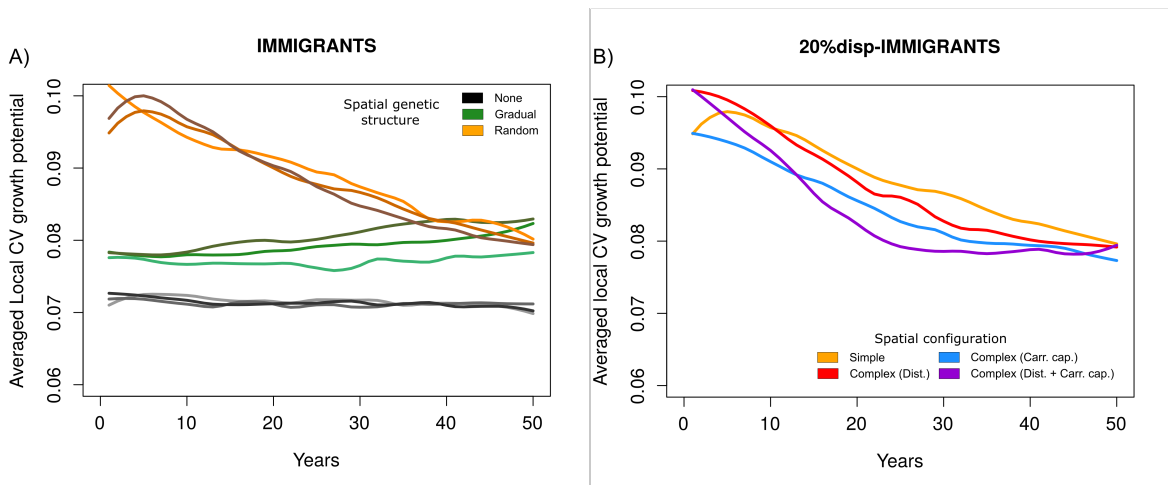 A)
IMMIGRANTS
Averaged Local CV growth potential
0.10
0.09
0.08
0.07
0.06
Spatial genetic
structure
None
Gradual
Random
0
10
20
30
40
50
Years
B)
20%disp-IMMIGRANTS
Averaged local CV growth potential
0.10
0.09
0.08
0.07
0.06
Spatial configuration
Simple
Complex (Carr. cap.)
Complex (Dist.)
Complex (Dist. + Carr. cap.)
0
10
20
30
40
50
Years